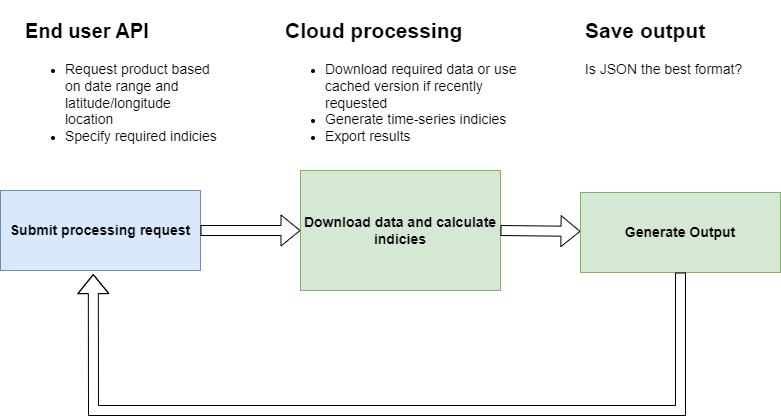 End user API
• Request product based
on date range and
latitude/longitude
location
• Specify required indicies
Cloud processing
• Download required data or use
cached version if recently
requested
• Generate time-series indicies
• Export results
Save output
Is JSON the best format?
Submit processing request
Download data and calculate
indicies
Generate Output